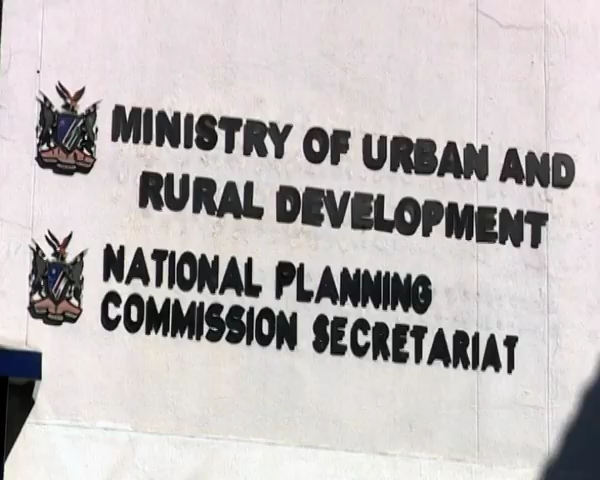 MINISTRY OF URBAN AND
RURAL DEVELOPMENT
NATIONAL PLANNING
COMMISSION SECRETARIAT